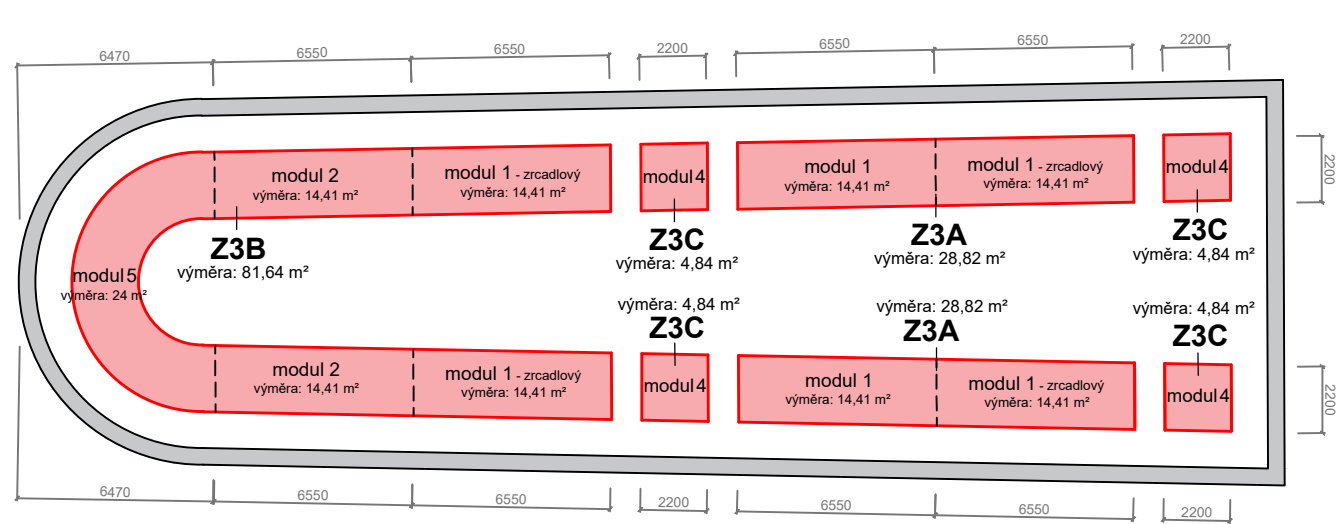 6470
6550
6550
2200
6550
6550
2200
2200
modul 2
výměra: 14,41 m²
modul 1 - zrcadlový
výměra: 14,41 m²
modul 4
modul 1
výměra: 14,41 m²
modul 1 - zrcadlový
výměra: 14,41 m²
modul 4
Z3B
výměra: 81,64 m²
Z3C
výměra: 4,84 m²
Z3A
výměra: 28,82 m²
Z3C
výměra: 4,84 m²
modul 5
výměra: 24 m²
výměra: 4,84 m²
Z3C
výměra: 28,82 m²
Z3A
výměra: 4,84 m²
Z3C
modul 2
výměra: 14,41 m²
modul 1 - zrcadlový
výměra: 14,41 m²
modul 4
modul 1
výměra: 14,41 m²
modul 1 - zrcadlový
výměra: 14,41 m²
modul 4
2200
6470
6550
6550
2200
6550
6550
2200